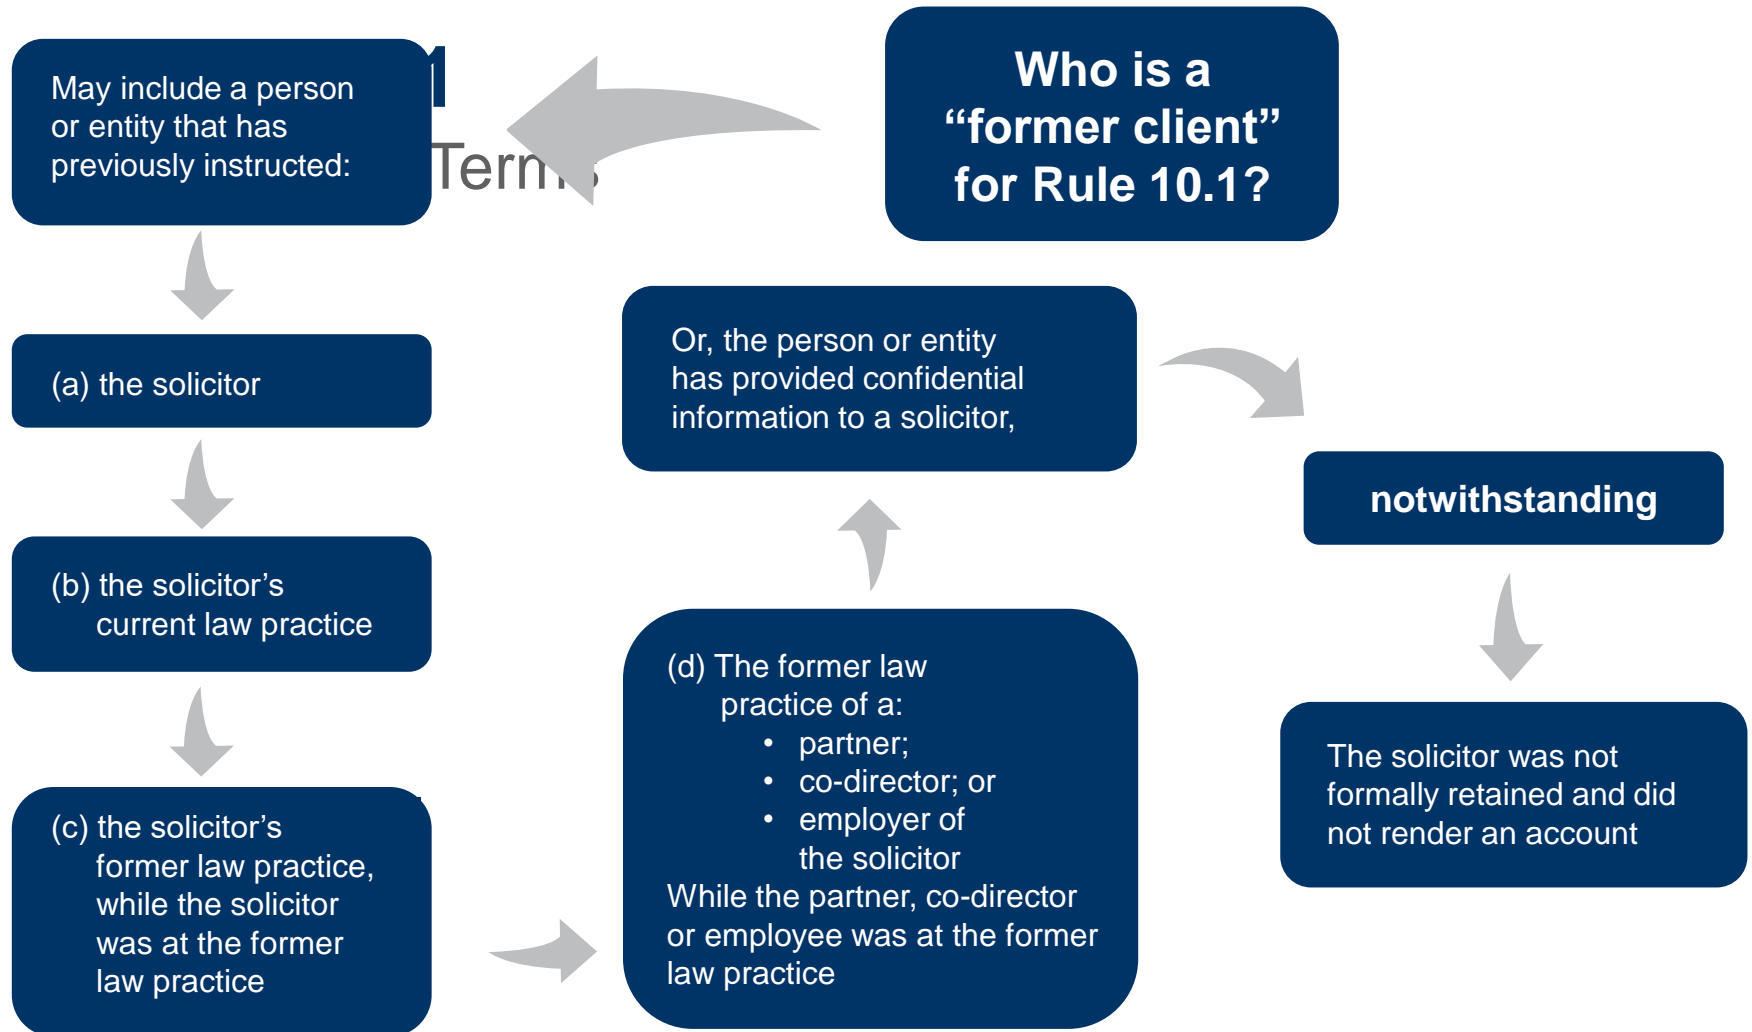 Who is a
“former client”
for Rule 10.1?
1
Terms
May include a person
or entity that has
previously instructed:
(a) the solicitor
(b) the solicitor’s
current law practice
(c) the solicitor’s
former law practice,
while the solicitor
was at the former
law practice
(d) The former law
practice of a:
• partner;
• co-director; or
• employer of
the solicitor
While the partner, co-director
or employee was at the former
law practice
Or, the person or entity
has provided confidential
information to a solicitor,
notwithstanding
The solicitor was not
formally retained and did
not render an account